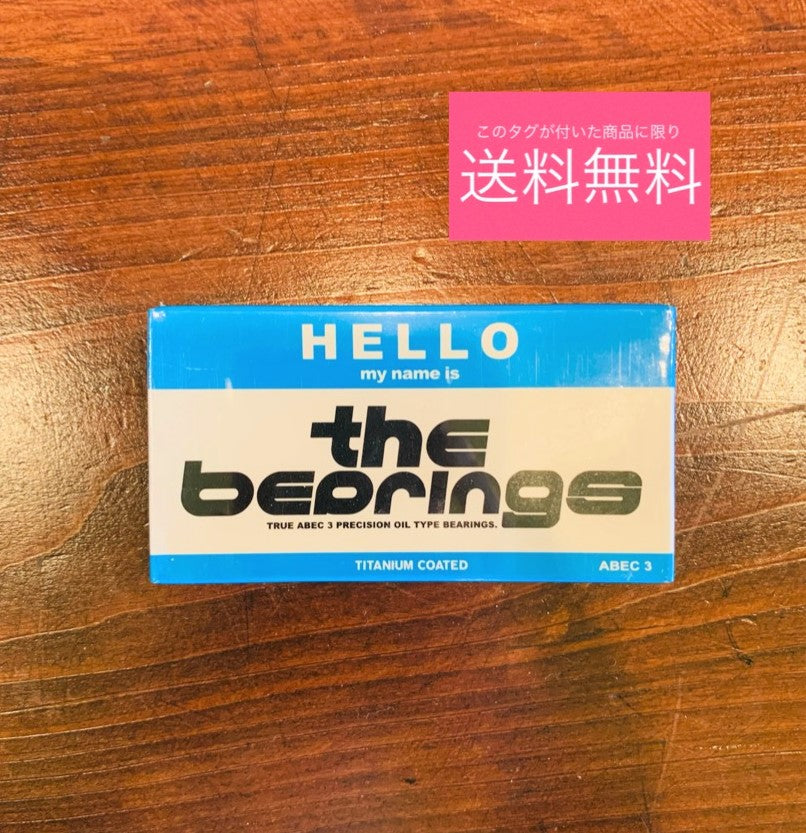 このタグが付いた商品に限り
送料無料
HELLO
my name is
the
bearings
TRUE ABEC 3 PRECISION OIL TYPE BEARINGS.
TITANIUM COATED
ABEC 3